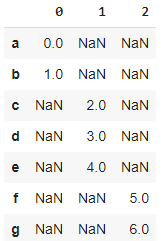 0 1 2
a 0.0 NaN NaN
b 1.0 NaN NaN
c NaN 2.0 NaN
d NaN 3.0 NaN
e NaN 4.0 NaN
f NaN NaN 5.0
g NaN NaN 6.0